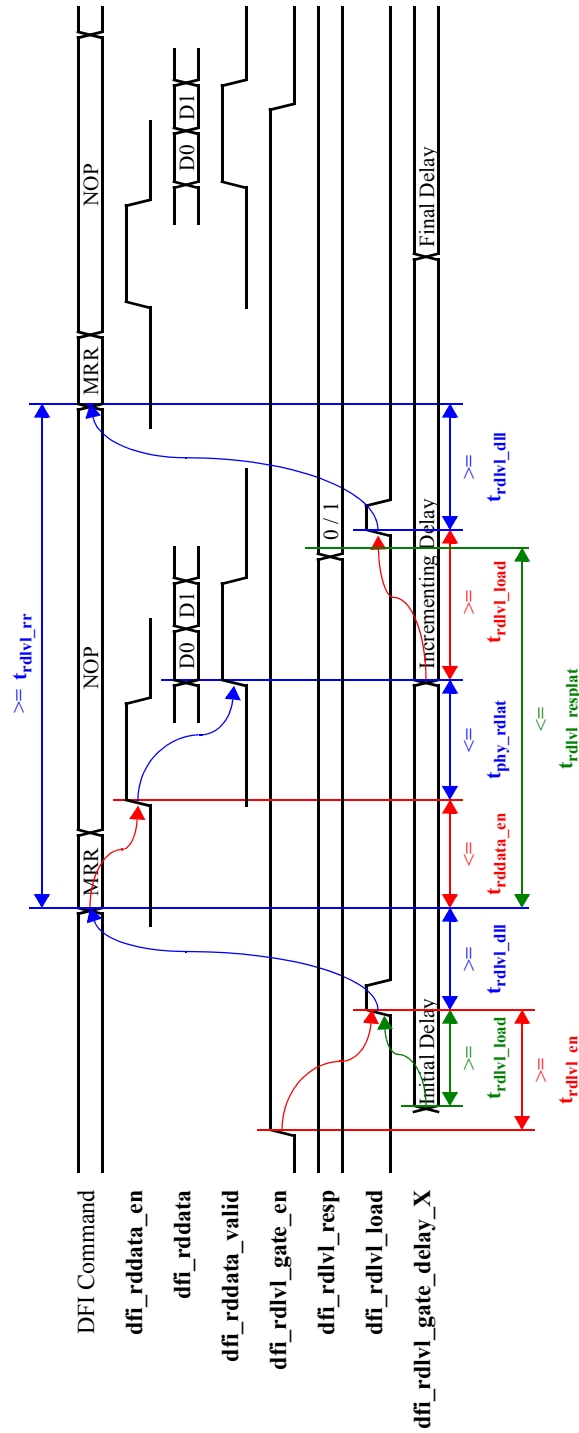 >= trdlvl_rr
DFI Command
MRR
NOP
MRR
NOP
dfi_rddata_en
dfi_rddata
D0
D1
D0
D1
dfi_rddata_valid
dfi_rdlvl_gate_en
dfi_rdlvl_resp
0 / 1
dfi_rdlvl_load
dfi_rdlvl_gate_delay_X
Initial Delay
Incrementing Delay
Final Delay
>=
trdlvl_load
>=
trdlvl_dll
<=
trddata_en
<=
tphy_rdlat
>=
trdlvl_load
>=
trdlvl_dll
>=
trdlvl_en
<=
trdlvl_resplat